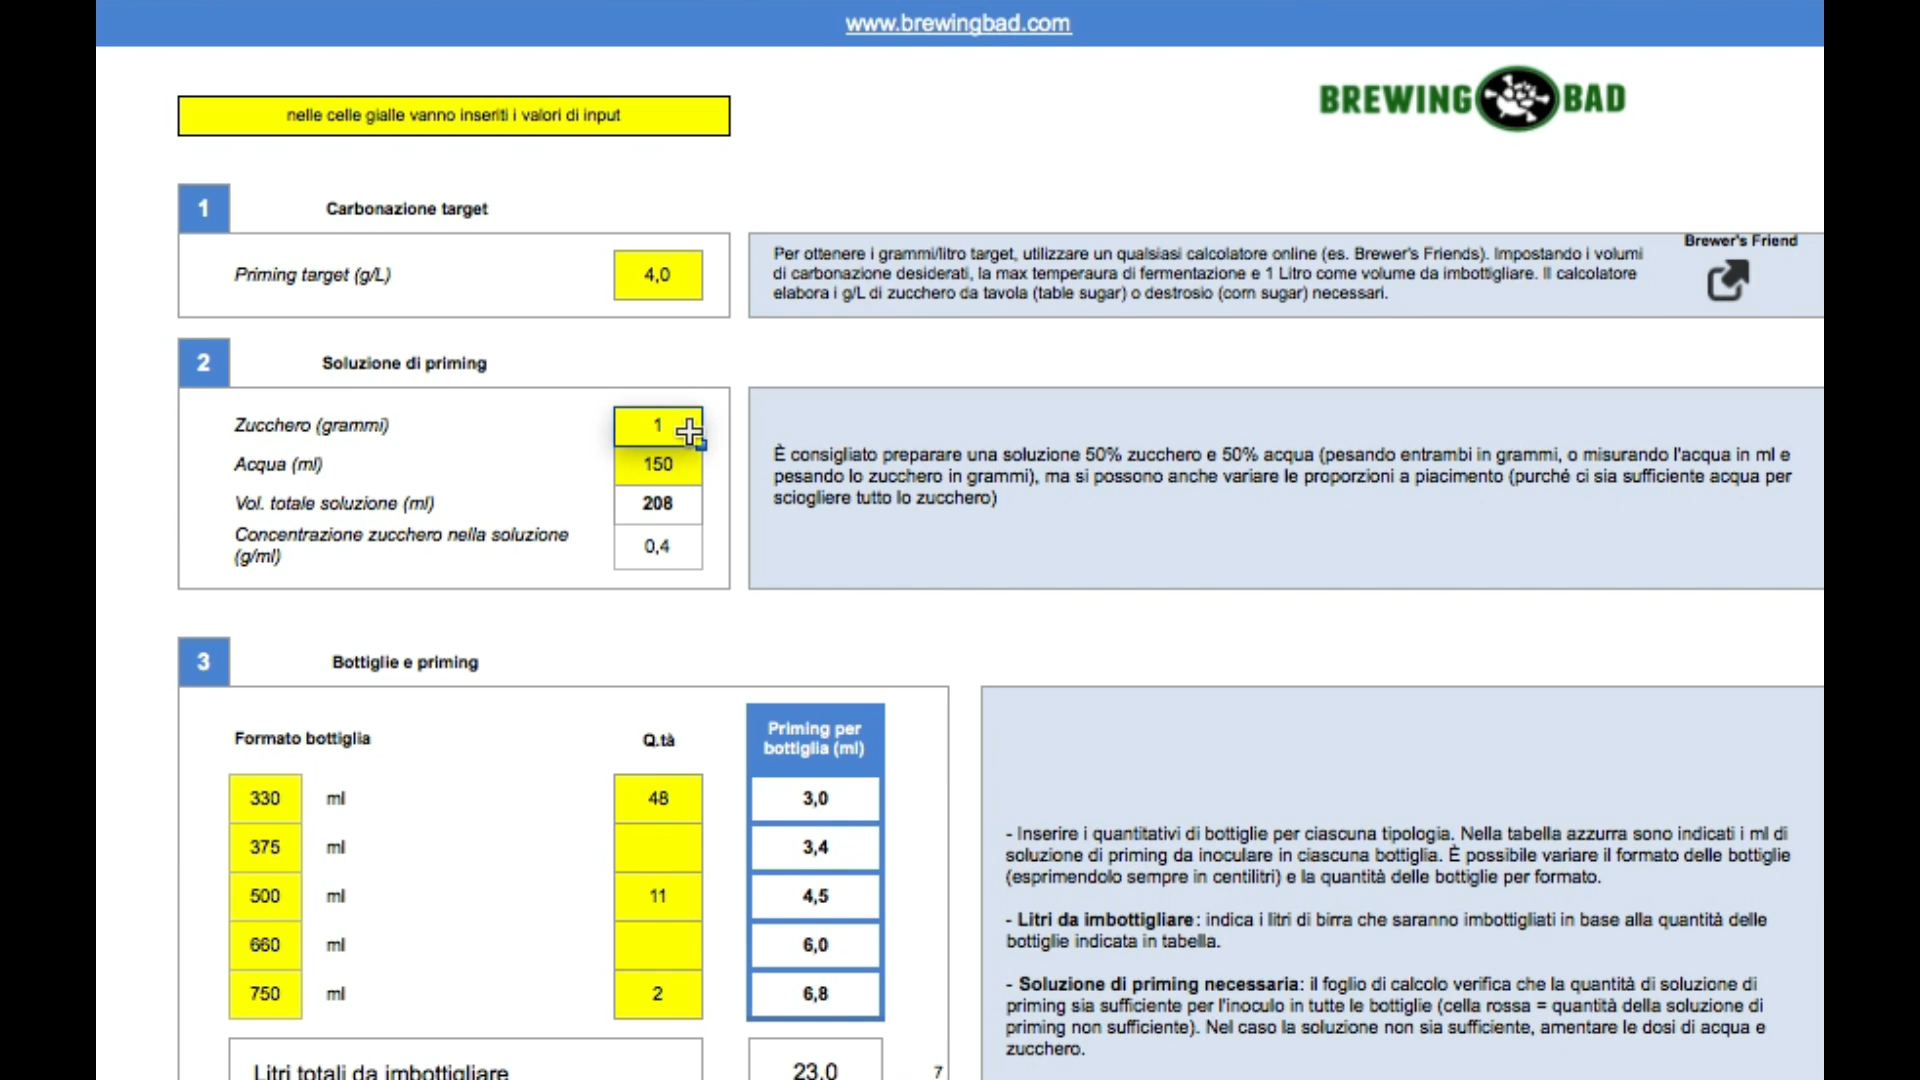 www.brewingbad.com
nelle celle gialle vanno inseriti i valori di input
BREWING BAD
1 Carbonazione target
Priming target (g/L) 4,0
Per ottenere i grammi/litro target, utilizzare un qualsiasi calcolatore online (es. Brewer's Friends). Impostando i volumi
di carbonazione desiderati, la max temperaura di fermentazione e 1 Litro come volume da imbottigliare. Il calcolatore
elabora i g/L di zucchero da tavola (table sugar) o destrosio (corn sugar) necessari.
Brewer's Friend
2 Soluzione di priming
Zucchero (grammi) 1
Acqua (ml) 150
Vol. totale soluzione (ml) 208
Concentrazione zucchero nella soluzione
(g/ml) 0,4
È consigliato preparare una soluzione 50% zucchero e 50% acqua (pesando entrambi in grammi, o misurando l'acqua in ml e
pesando lo zucchero in grammi), ma si possono anche variare le proporzioni a piacimento (purché ci sia sufficiente acqua per
sciogliere tutto lo zucchero)
3 Bottiglie e priming
Formato bottiglia Q.tà Priming per
bottiglia (ml)
330 ml 48 3,0
375 ml 3,4
500 ml 11 4,5
660 ml 6,0
750 ml 2 6,8
Litri totali da imbottigliare 23,0 7
- Inserire i quantitativi di bottiglie per ciascuna tipologia. Nella tabella azzurra sono indicati i ml di
soluzione di priming da inoculare in ciascuna bottiglia. È possibile variare il formato delle bottiglie
(esprimendolo sempre in centilitri) e la quantità delle bottiglie per formato.
- Litri da imbottigliare: indica i litri di birra che saranno imbottigliati in base alla quantità delle
bottiglie indicata in tabella.
- Soluzione di priming necessaria: il foglio di calcolo verifica che la quantità di soluzione di
priming sia sufficiente per l'inoculo in tutte le bottiglie (cella rossa = quantità della soluzione di
priming non sufficiente). Nel caso la soluzione non sia sufficiente, amentare le dosi di acqua e
zucchero.